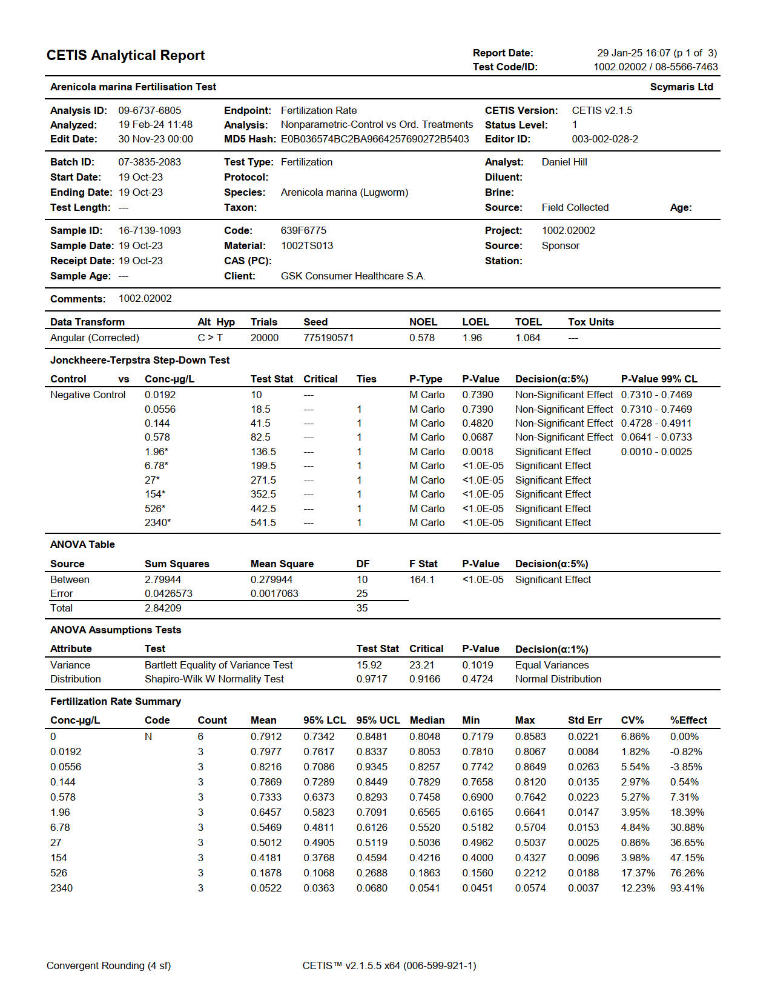 CETIS Analytical Report
Report Date: 29 Jan-25 16:07 (p 1 of 3)
Test Code/ID: 1002.02002 / 08-5566-7463
Arenicola marina Fertilisation Test Scymaris Ltd
Analysis ID: 09-6737-6805 Endpoint: Fertilization Rate CETIS Version: CETIS v2.1.5
Analyzed: 19 Feb-24 11:48 Analysis: Nonparametric-Control vs Ord. Treatments Status Level: 1
Edit Date: 30 Nov-23 00:00 MD5 Hash: E0B036574BC2BA9664257690272B5403 Editor ID: 003-002-028-2
Batch ID: 07-3835-2083 Test Type: Fertilization Analyst: Daniel Hill
Start Date: 19 Oct-23 Protocol: Diluent:
Ending Date: 19 Oct-23 Species: Arenicola marina (Lugworm) Brine:
Test Length: --- Taxon: Source: Field Collected Age:
Sample ID: 16-7139-1093 Code: 639F6775 Project: 1002.02002
Sample Date: 19 Oct-23 Material: 1002TS013 Source: Sponsor
Receipt Date: 19 Oct-23 CAS (PC): Station:
Sample Age: --- Client: GSK Consumer Healthcare S.A.
Comments: 1002.02002
Data Transform Alt Hyp Trials Seed NOEL LOEL TOEL Tox Units
Angular (Corrected) C > T 20000 775190571 0.578 1.96 1.064 ---
Jonckheere-Terpstra Step-Down Test
Control vs Conc-µg/L Test Stat Critical Ties P-Type P-Value Decision(α:5%) P-Value 99% CL
Negative Control 0.0192 10 --- M Carlo 0.7390 Non-Significant Effect 0.7310 - 0.7469
0.0556 18.5 --- 1 M Carlo 0.7390 Non-Significant Effect 0.7310 - 0.7469
0.144 41.5 --- 1 M Carlo 0.4820 Non-Significant Effect 0.4728 - 0.4911
0.578 82.5 --- 1 M Carlo 0.0687 Non-Significant Effect 0.0641 - 0.0733
1.96* 136.5 --- 1 M Carlo 0.0018 Significant Effect 0.0010 - 0.0025
6.78* 199.5 --- 1 M Carlo <1.0E-05 Significant Effect
27* 271.5 --- 1 M Carlo <1.0E-05 Significant Effect
154* 352.5 --- 1 M Carlo <1.0E-05 Significant Effect
526* 442.5 --- 1 M Carlo <1.0E-05 Significant Effect
2340* 541.5 --- 1 M Carlo <1.0E-05 Significant Effect
ANOVA Table
Source Sum Squares Mean Square DF F Stat P-Value Decision(α:5%)
Between 2.79944 0.279944 10 164.1 <1.0E-05 Significant Effect
Error 0.0426573 0.0017063 25
Total 2.84209 35
ANOVA Assumptions Tests
Attribute Test Test Stat Critical P-Value Decision(α:1%)
Variance Bartlett Equality of Variance Test 15.92 23.21 0.1019 Equal Variances
Distribution Shapiro-Wilk W Normality Test 0.9717 0.9166 0.4724 Normal Distribution
Fertilization Rate Summary
Conc-µg/L Code Count Mean 95% LCL 95% UCL Median Min Max Std Err CV% %Effect
0 N 6 0.7912 0.7342 0.8481 0.8048 0.7179 0.8583 0.0221 6.86% 0.00%
0.0192 3 0.7977 0.7617 0.8337 0.8053 0.7810 0.8067 0.0084 1.82% -0.82%
0.0556 3 0.8216 0.7086 0.9345 0.8257 0.7742 0.8649 0.0263 5.54% -3.85%
0.144 3 0.7869 0.7289 0.8449 0.7829 0.7658 0.8120 0.0135 2.97% 0.54%
0.578 3 0.7333 0.6373 0.8293 0.7458 0.6900 0.7642 0.0223 5.27% 7.31%
1.96 3 0.6457 0.5823 0.7091 0.6565 0.6165 0.6641 0.0147 3.95% 18.39%
6.78 3 0.5469 0.4811 0.6126 0.5520 0.5182 0.5704 0.0153 4.84% 30.88%
27 3 0.5012 0.4905 0.5119 0.5036 0.4962 0.5037 0.0025 0.86% 36.65%
154 3 0.4181 0.3768 0.4594 0.4216 0.4000 0.4327 0.0096 3.98% 47.15%
526 3 0.1878 0.1068 0.2688 0.1863 0.1560 0.2212 0.0188 17.37% 76.26%
2340 3 0.0522 0.0363 0.0680 0.0541 0.0451 0.0574 0.0037 12.23% 93.41%
Convergent Rounding (4 sf) CETIS™ v2.1.5.5 x64 (006-599-921-1)